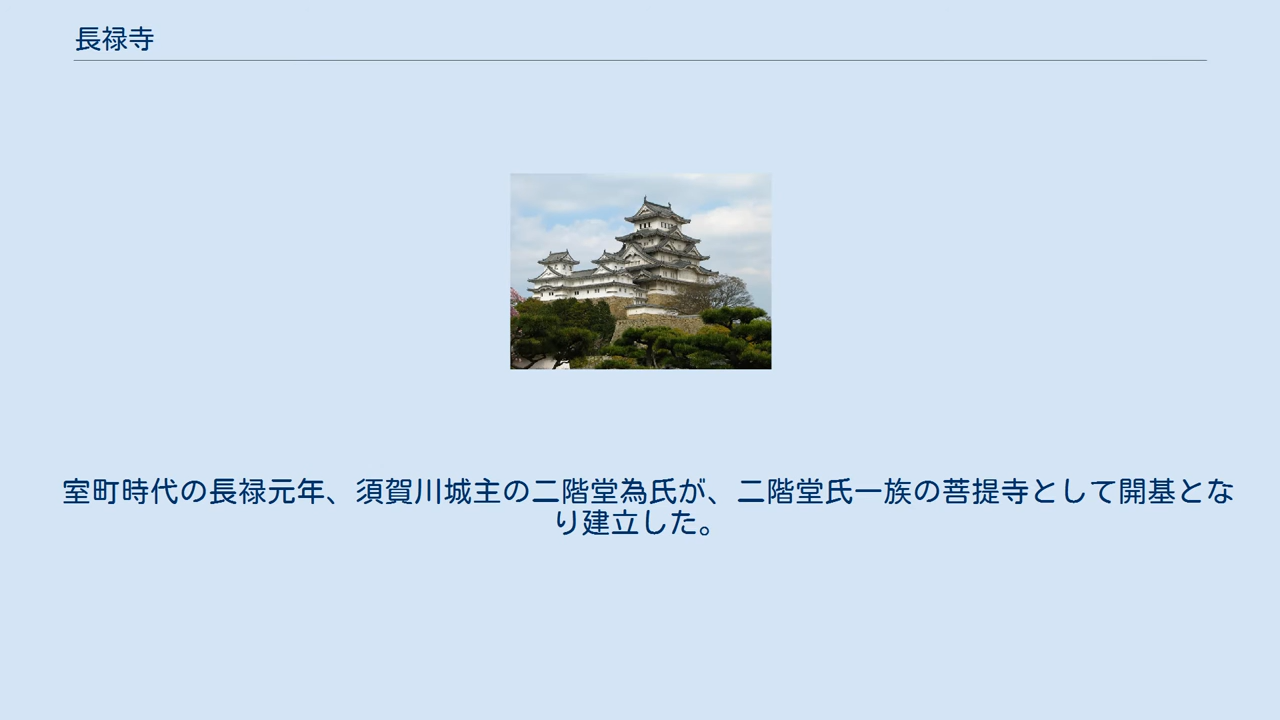 長禄寺
室町時代の長禄元年、須賀川城主の二階堂為氏が、二階堂氏一族の菩提寺として開基とな
り建立した。